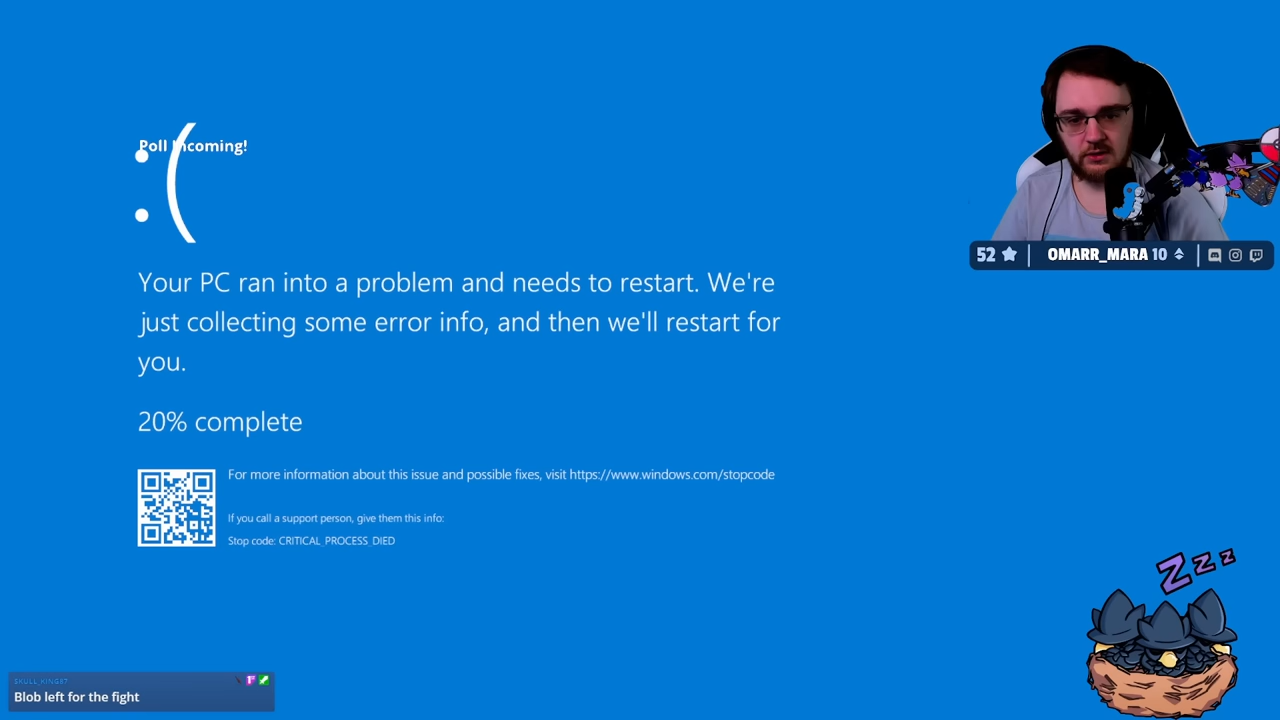 Poll Incoming!
:(
Your PC ran into a problem and needs to restart. We're
just collecting some error info, and then we'll restart for
you.
20% complete
For more information about this issue and possible fixes, visit https://www.windows.com/stopcode
If you call a support person, give them this info:
Stop code: CRITICAL_PROCESS_DIED
52
OMARR_MARA 10
Z z z
SKULL_KING87
Blob left for the fight